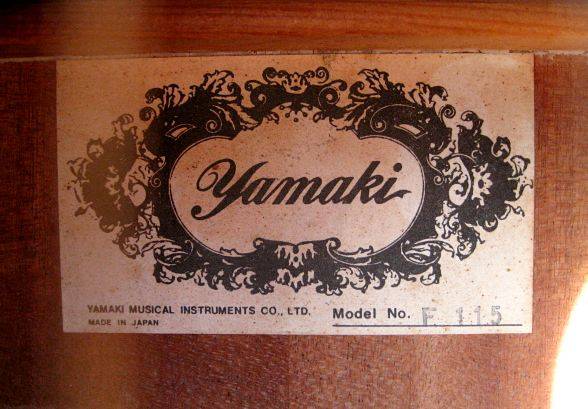 Yamaki
YAMAKI MUSICAL INSTRUMENTS CO., LTD.
MADE IN JAPAN
Model No. F 115